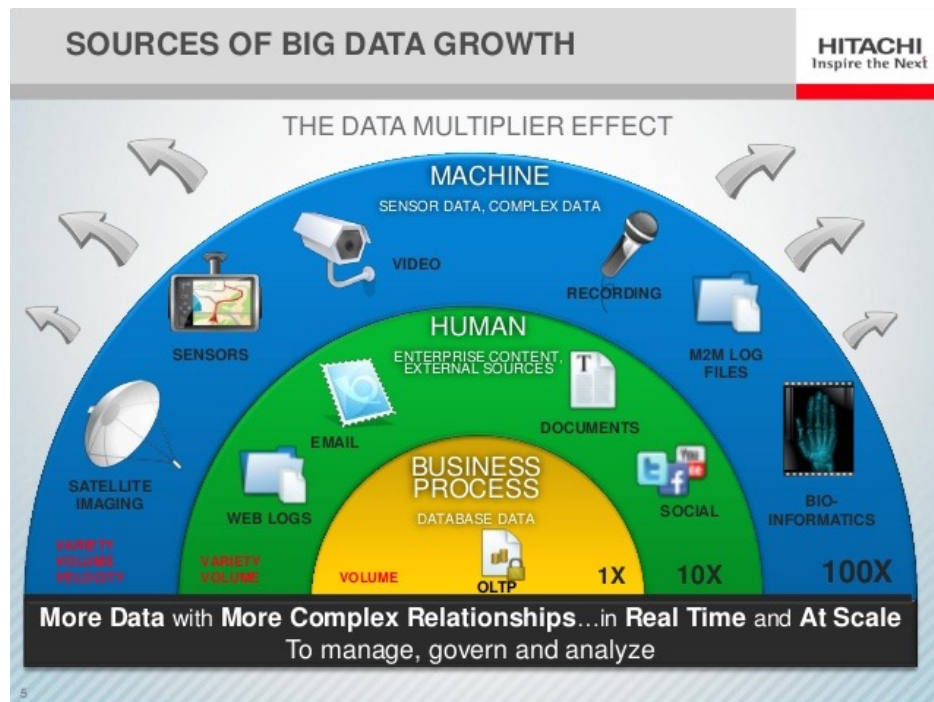 SOURCES OF BIG DATA GROWTH
HITACHI
Inspire the Next
THE DATA MULTIPLIER EFFECT
MACHINE
SENSOR DATA, COMPLEX DATA
VIDEO
RECORDING
SENSORS
M2M LOG
FILES
SATELLITE
IMAGING
BIO-
INFORMATICS
VARIETY
VOLUME
VELOCITY
100X
HUMAN
ENTERPRISE CONTENT,
EXTERNAL SOURCES
EMAIL
T
DOCUMENTS
WEB LOGS
You
SOCIAL
VARIETY
VOLUME
10X
BUSINESS
PROCESS
DATABASE DATA
VOLUME
OLTP
1X
More Data with More Complex Relationships…in Real Time and At Scale
To manage, govern and analyze
5